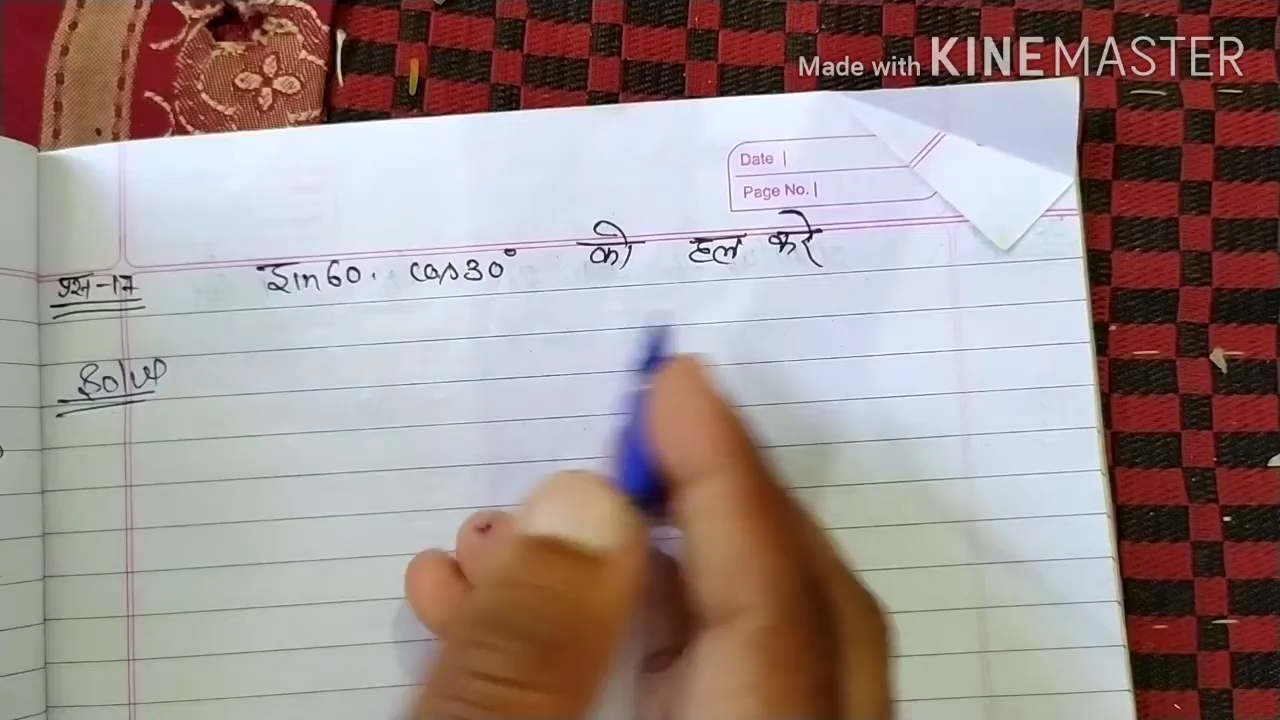 Made with KINEMASTER
Date
Page No.
प्रश्न-17 Sin60. cos30° को हल करे
Solve